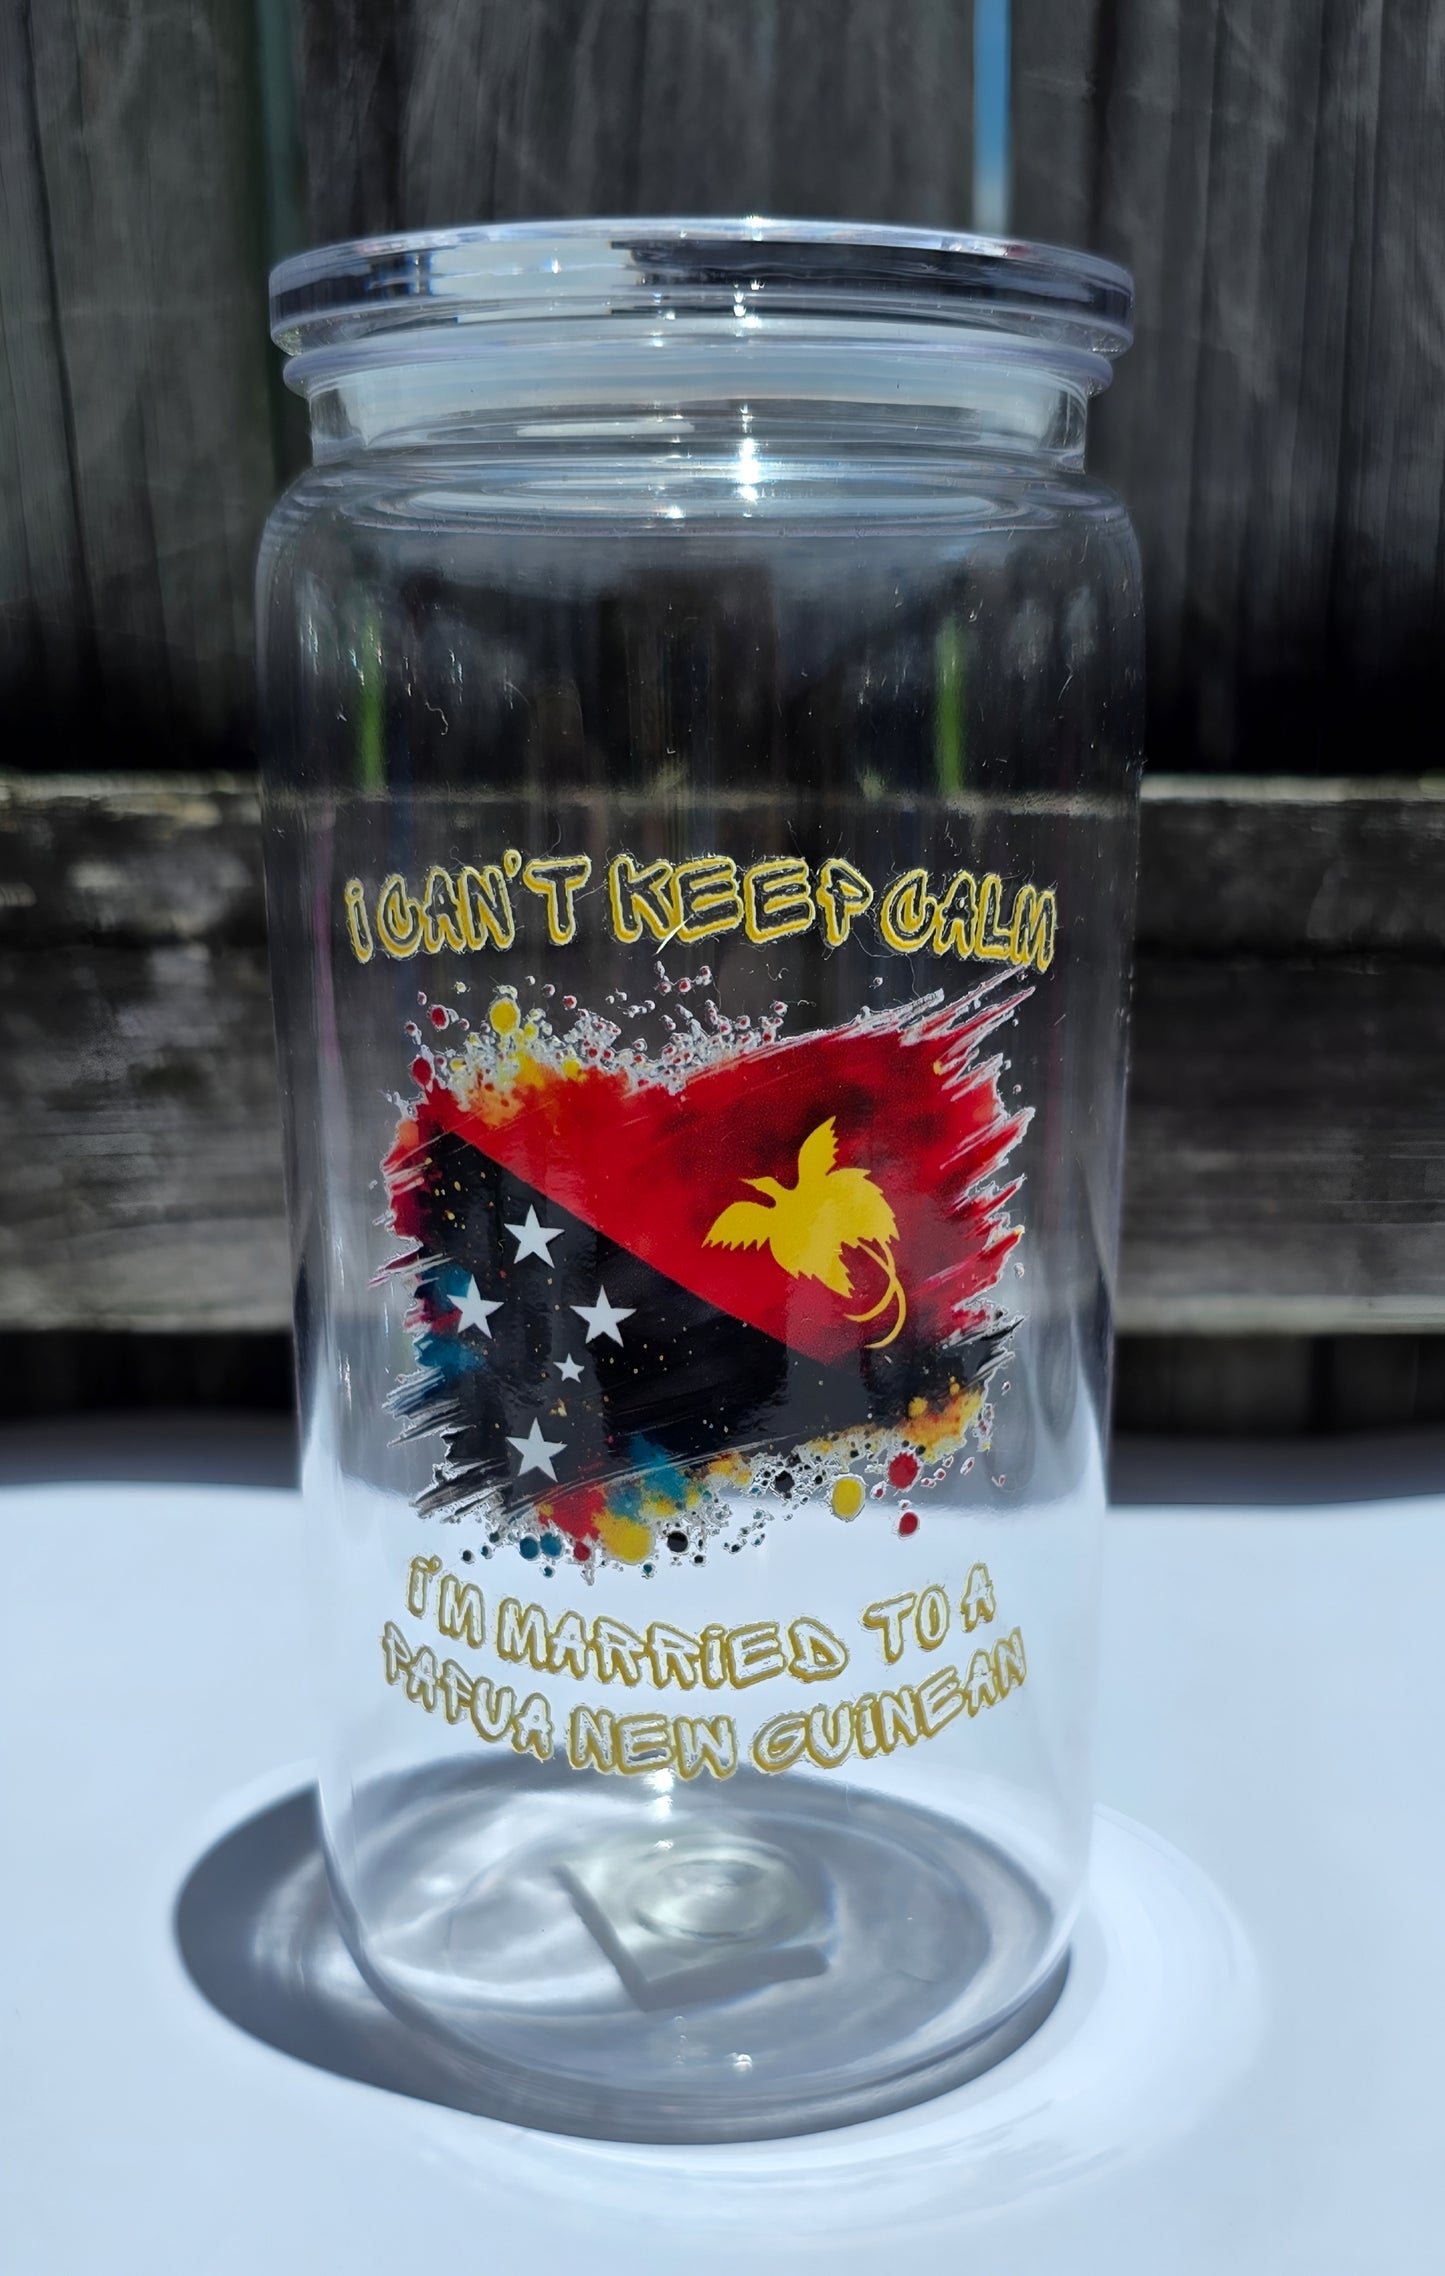 I CAN'T KEEP CALM
I'M MARRIED TO A
PAPUA NEW GUINEAN